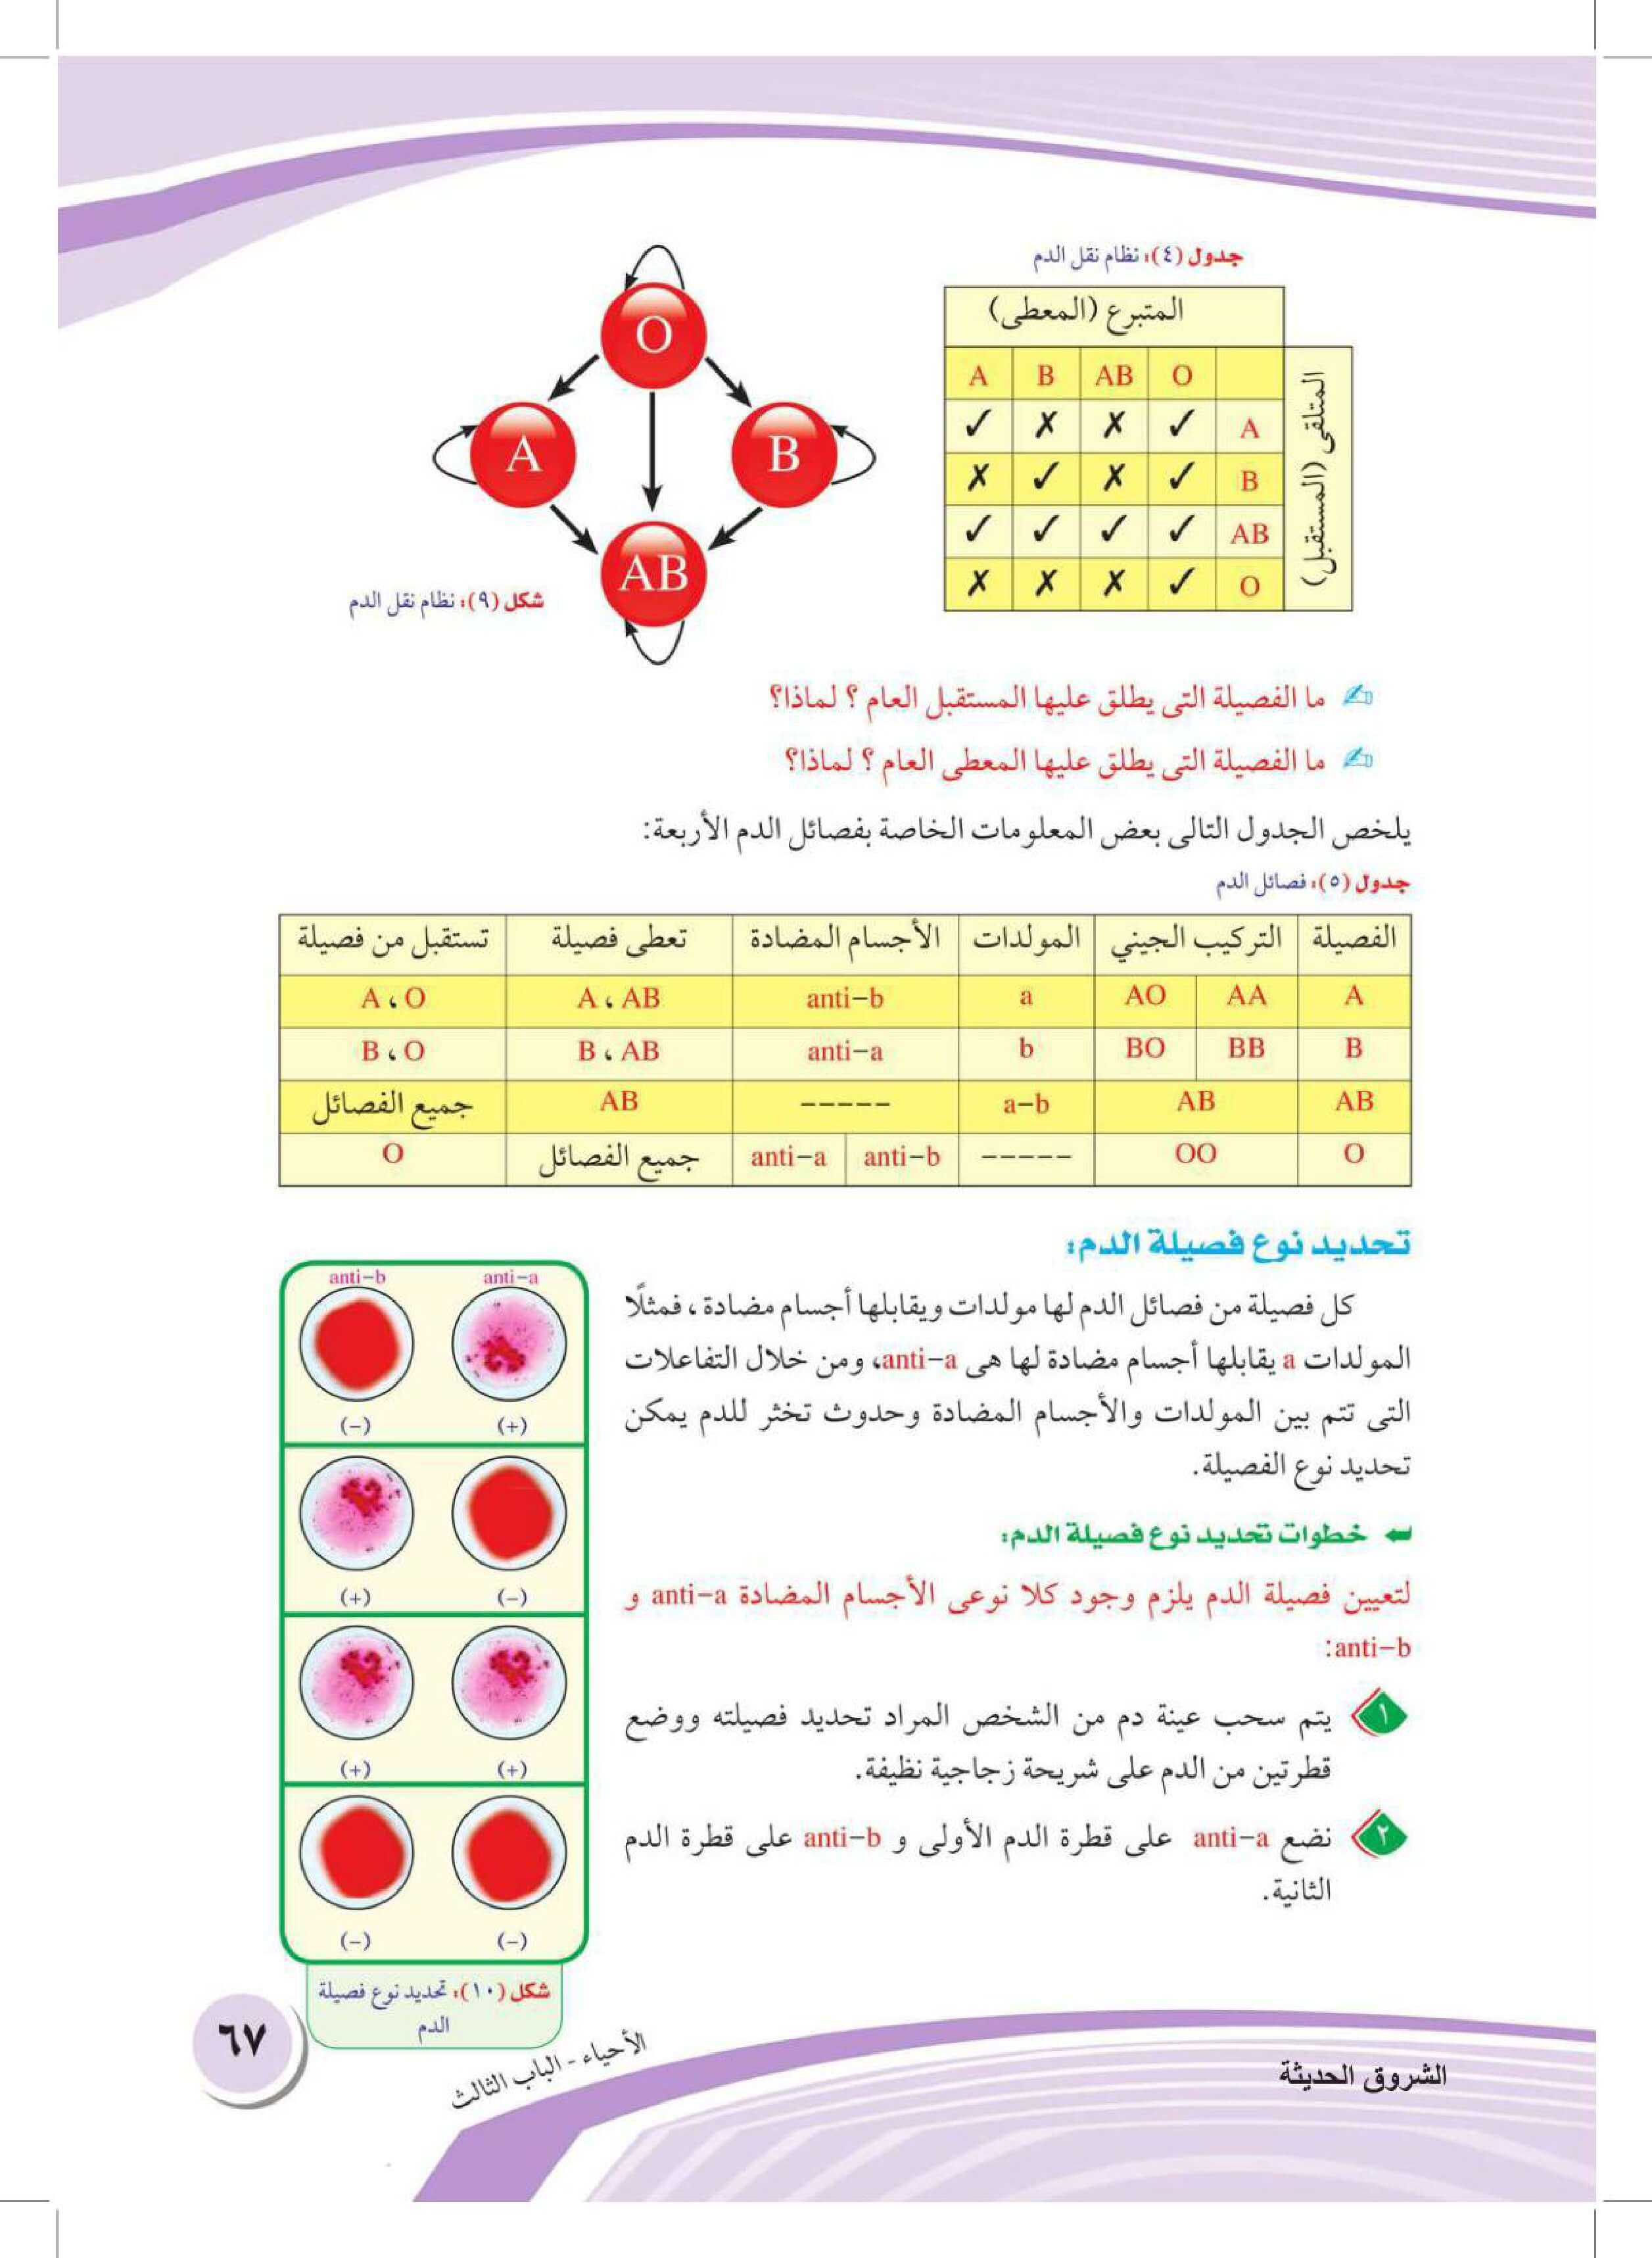 جدول (٤): نظام نقل الدم
المتبرع (المعطى)
المتلقى (المستقبل)
A B AB O
✓ ✗ ✗ ✓ A
✗ ✓ ✗ ✓ B
✓ ✓ ✓ ✓ AB
✗ ✗ ✗ ✓ O
O
A
B
AB
شكل (٩): نظام نقل الدم
ما الفصيلة التى يطلق عليها المستقبل العام ؟ لماذا؟
ما الفصيلة التى يطلق عليها المعطى العام ؟ لماذا؟
يلخص الجدول التالى بعض المعلومات الخاصة بفصائل الدم الأربعة:
جدول (٥): فصائل الدم
الفصيلة التركيب الجيني المولدات الأجسام المضادة تعطى فصيلة تستقبل من فصيلة
A AA AO a anti-b A ، AB A ، O
B BB BO b anti-a B ، AB B ، O
AB AB a-b ----- AB جميع الفصائل
O OO ----- anti-b anti-a جميع الفصائل O
تحديد نوع فصيلة الدم:
كل فصيلة من فصائل الدم لها مولدات ويقابلها أجسام مضادة، فمثلًا
المولدات a يقابلها أجسام مضادة لها هى anti-a، ومن خلال التفاعلات
التى تتم بين المولدات والأجسام المضادة وحدوث تخثر للدم يمكن
تحديد نوع الفصيلة.
خطوات تحديد نوع فصيلة الدم:
لتعيين فصيلة الدم يلزم وجود كلا نوعى الأجسام المضادة anti-a و
anti-b:
١ يتم سحب عينة دم من الشخص المراد تحديد فصيلته ووضع
قطرتين من الدم على شريحة زجاجية نظيفة.
٢ نضع anti-a على قطرة الدم الأولى و anti-b على قطرة الدم
الثانية.
anti-a anti-b
(+) (-)
(-) (+)
(+) (+)
(-) (-)
شكل (١٠): تحديد نوع فصيلة
الدم
الشروق الحديثة
الأحياء - الباب الثالث
٦٧